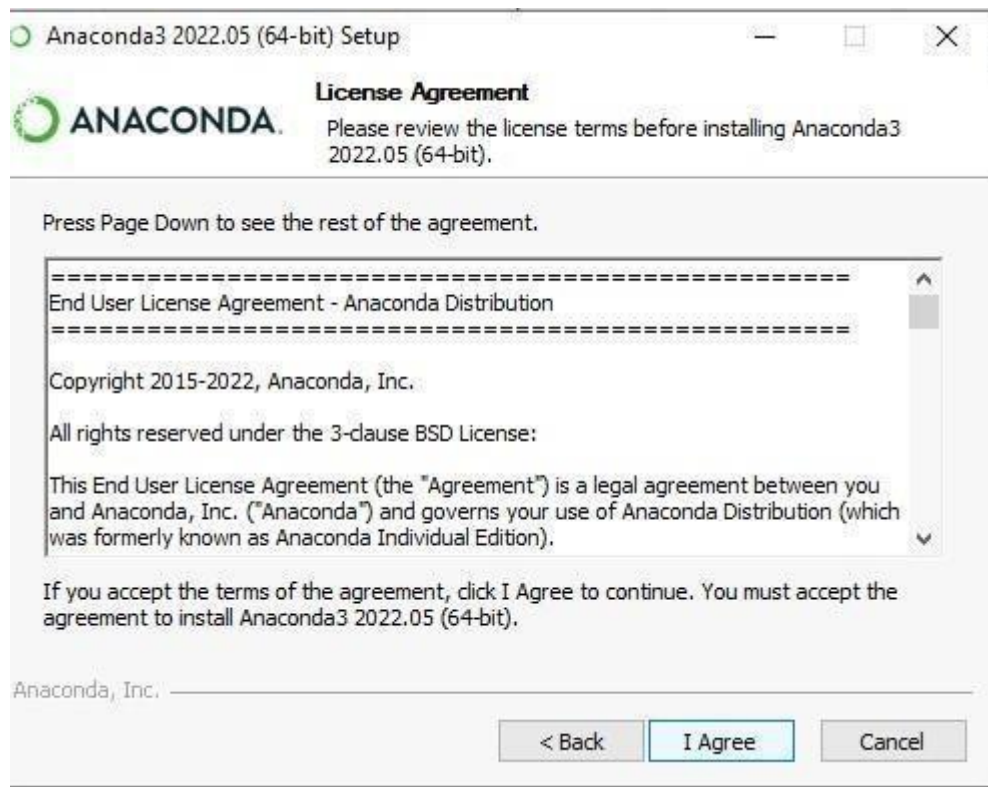 Anaconda3 2022.05 (64-bit) Setup
ANACONDA.
License Agreement
Please review the license terms before installing Anaconda3
2022.05 (64-bit).
Press Page Down to see the rest of the agreement.
==================================================
End User License Agreement - Anaconda Distribution
==================================================
Copyright 2015-2022, Anaconda, Inc.
All rights reserved under the 3-clause BSD License:
This End User License Agreement (the "Agreement") is a legal agreement between you
and Anaconda, Inc. ("Anaconda") and governs your use of Anaconda Distribution (which
was formerly known as Anaconda Individual Edition).
If you accept the terms of the agreement, click I Agree to continue. You must accept the
agreement to install Anaconda3 2022.05 (64-bit).
Anaconda, Inc.
< Back I Agree Cancel